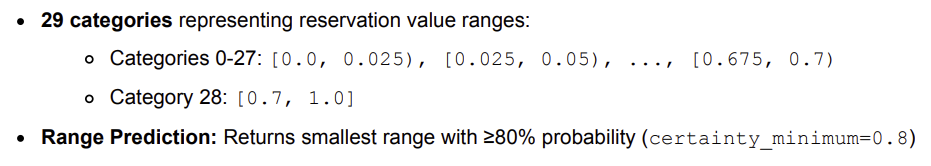 • 29 categories representing reservation value ranges:
o Categories 0-27: [0.0, 0.025), [0.025, 0.05), ..., [0.675, 0.7)
o Category 28: [0.7, 1.0]
• Range Prediction: Returns smallest range with ≥80% probability (certainty_minimum=0.8)